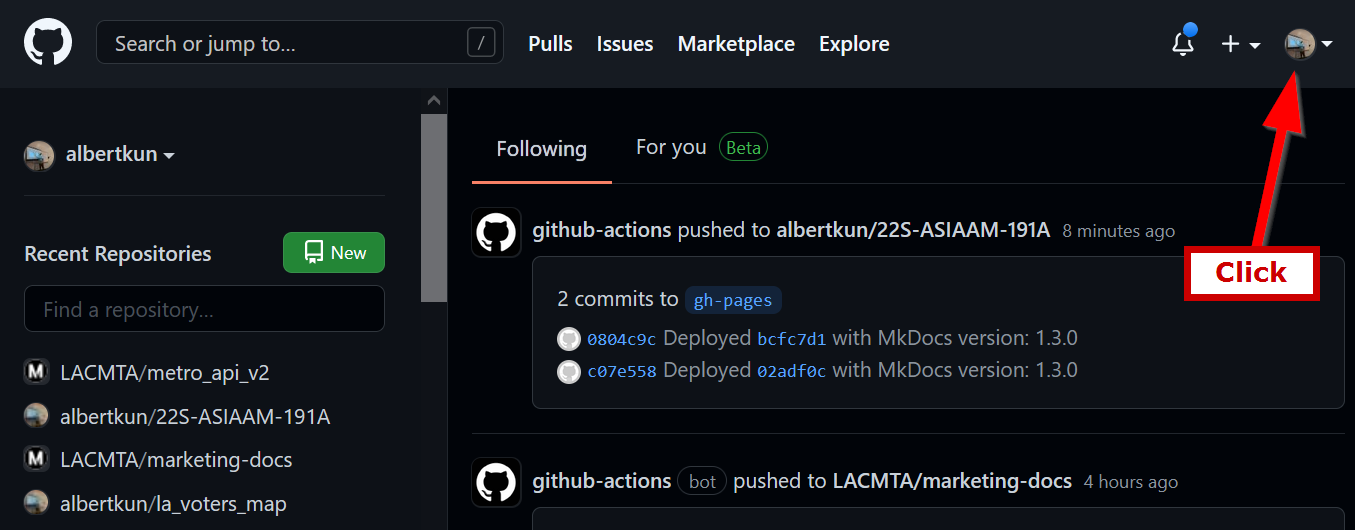 Search or jump to... /
Pulls Issues Marketplace Explore
albertkun
Recent Repositories
New
Find a repository...
M LACMTA/metro_api_v2
albertkun/22S-ASIAAM-191A
M LACMTA/marketing-docs
albertkun/la_voters_map
Following
For you Beta
github-actions pushed to albertkun/22S-ASIAAM-191A 8 minutes ago
Click
2 commits to gh-pages
0804c9c Deployed bcfc7d1 with MkDocs version: 1.3.0
c07e558 Deployed 02adf0c with MkDocs version: 1.3.0
github-actions bot pushed to LACMTA/marketing-docs 4 hours ago